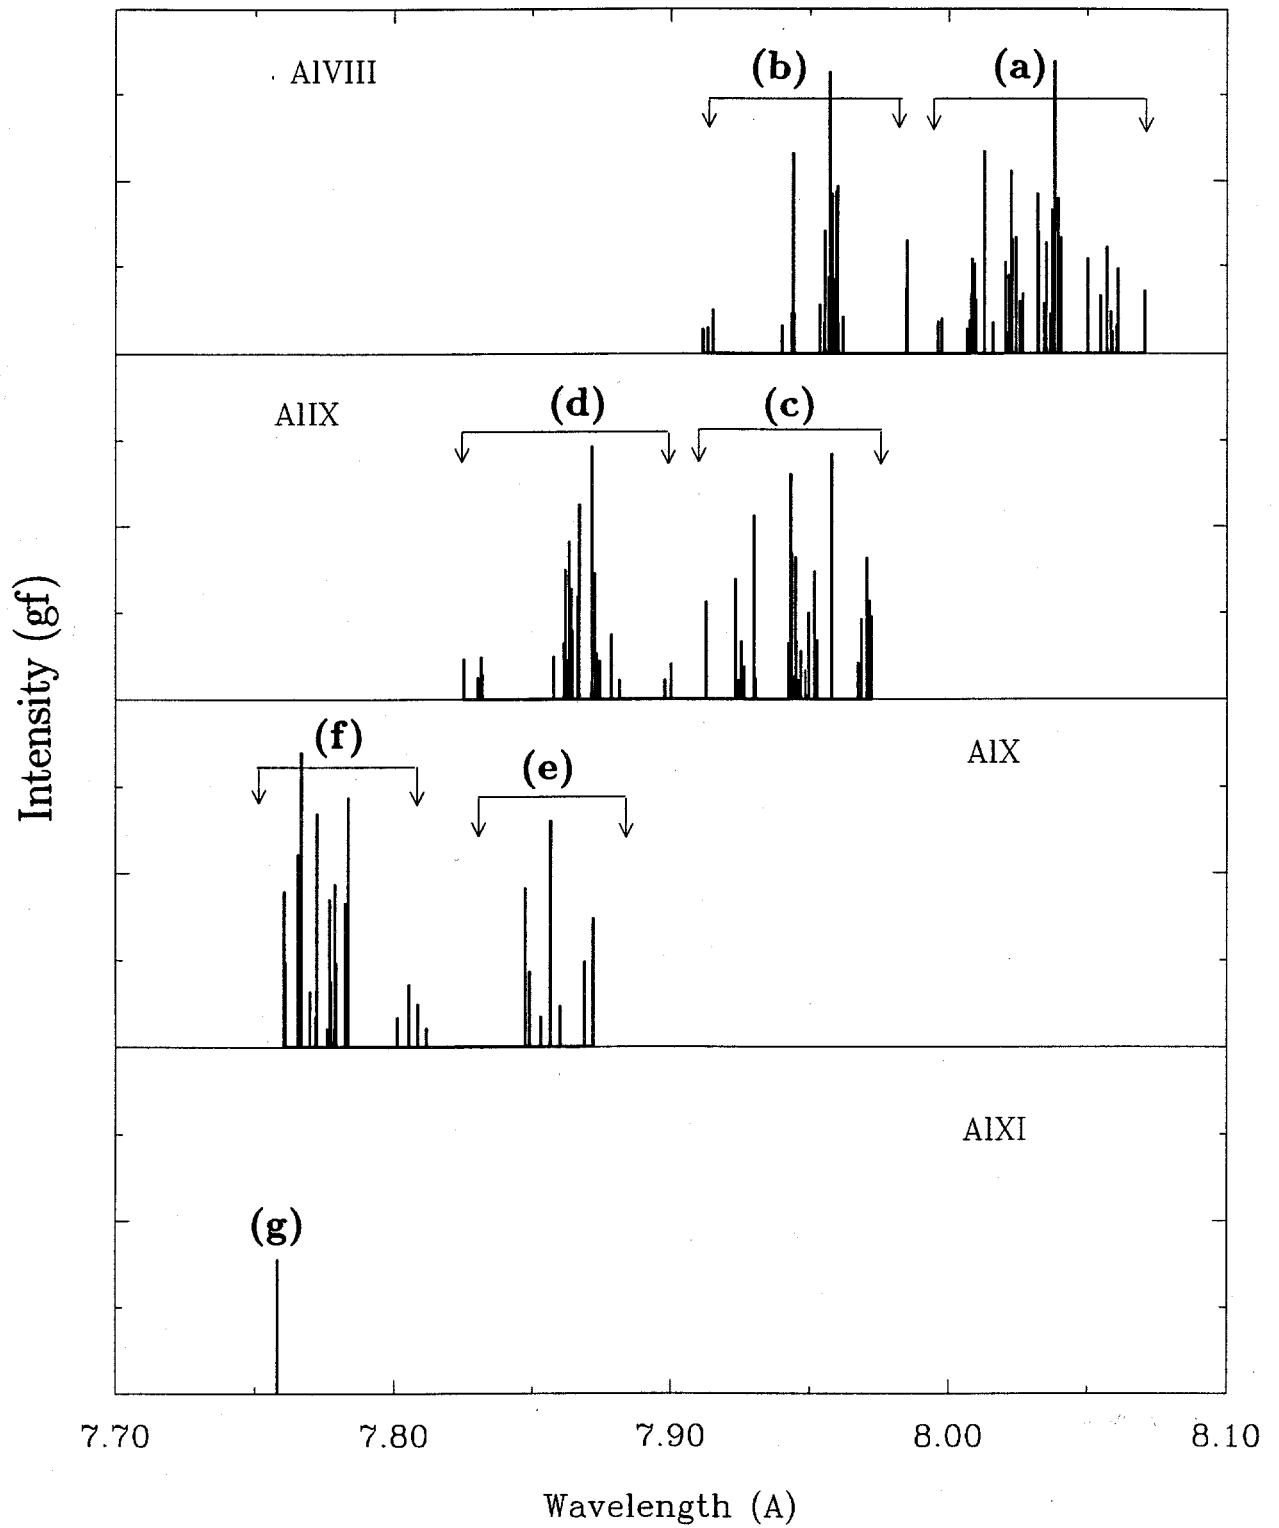 (b)
(a)
AlVIII
(d)
(c)
AlIX
(f)
(e)
AlX
AlXI
(g)
Intensity (gf)
7.70 7.80 7.90 8.00 8.10
Wavelength (A)